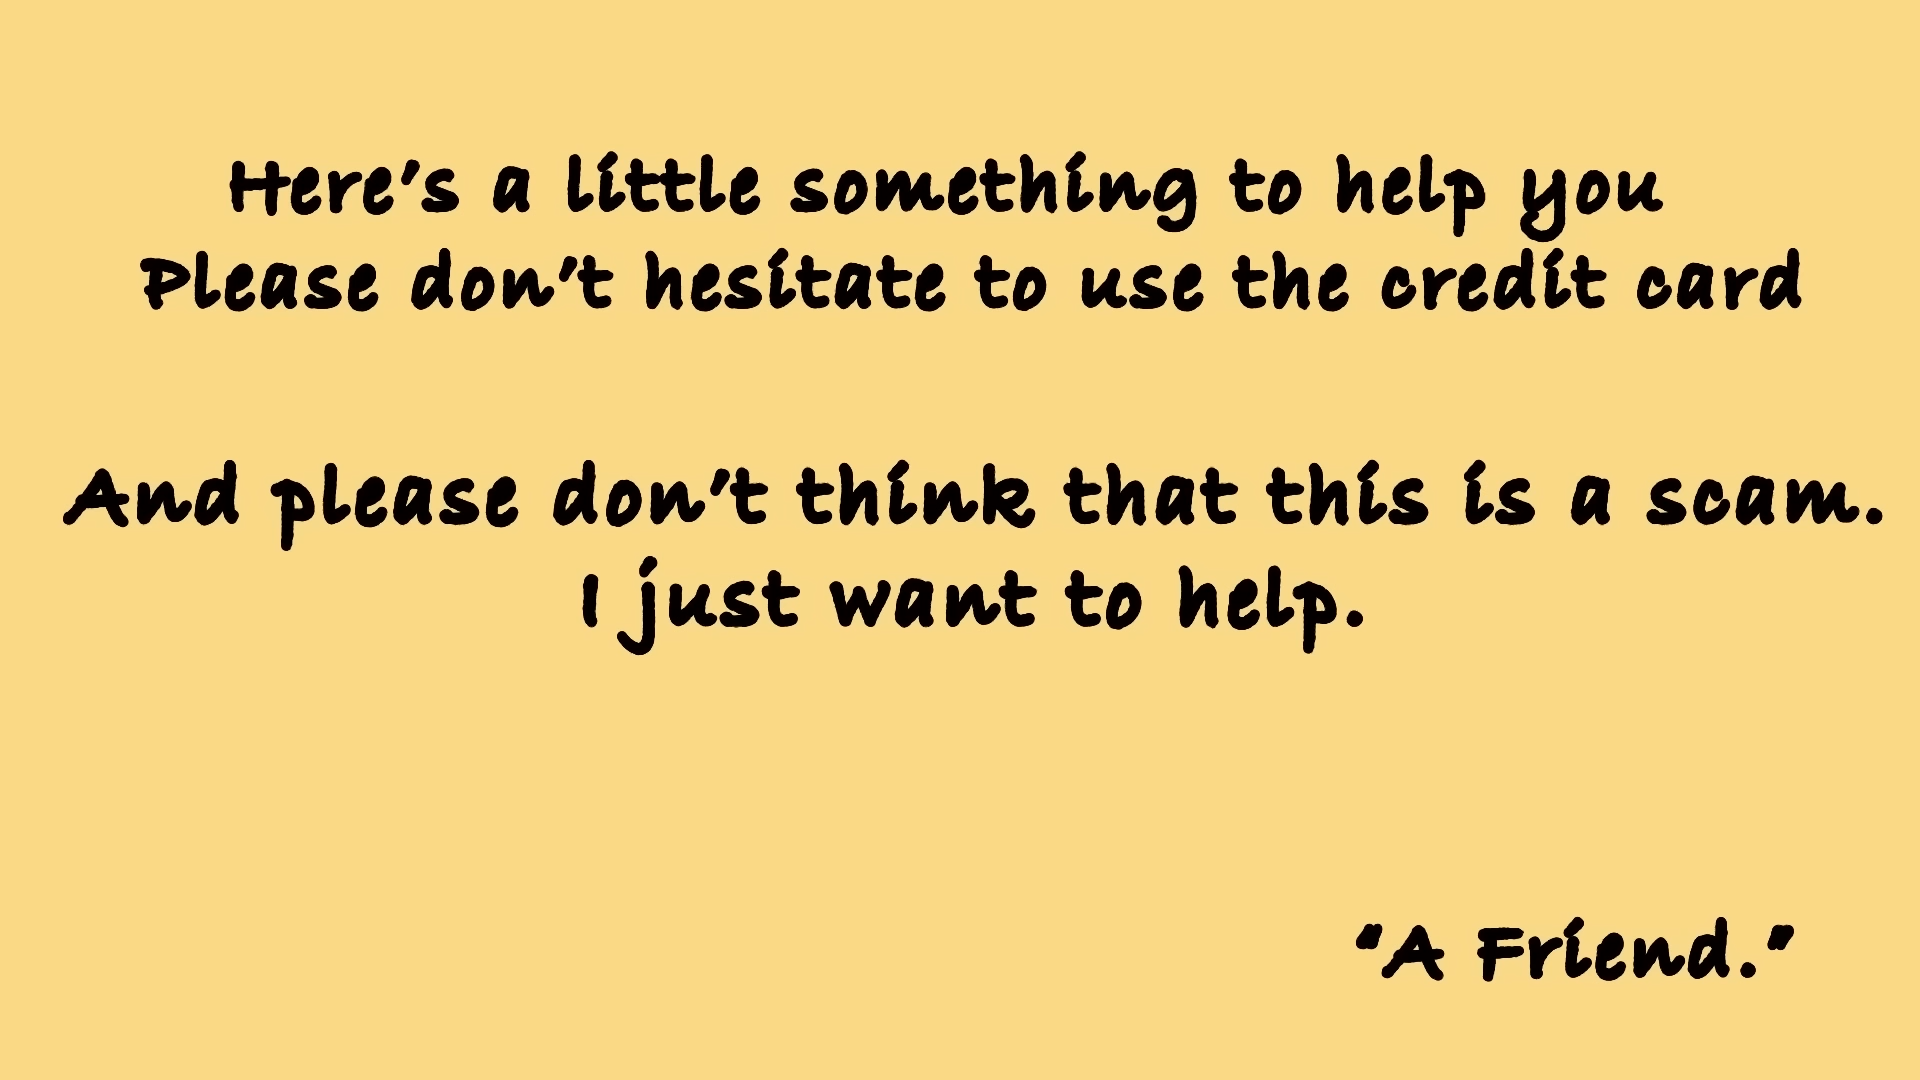 Here's a little something to help you
Please don't hesitate to use the credit card
And please don't think that this is a scam.
I just want to help.
“A Friend.”